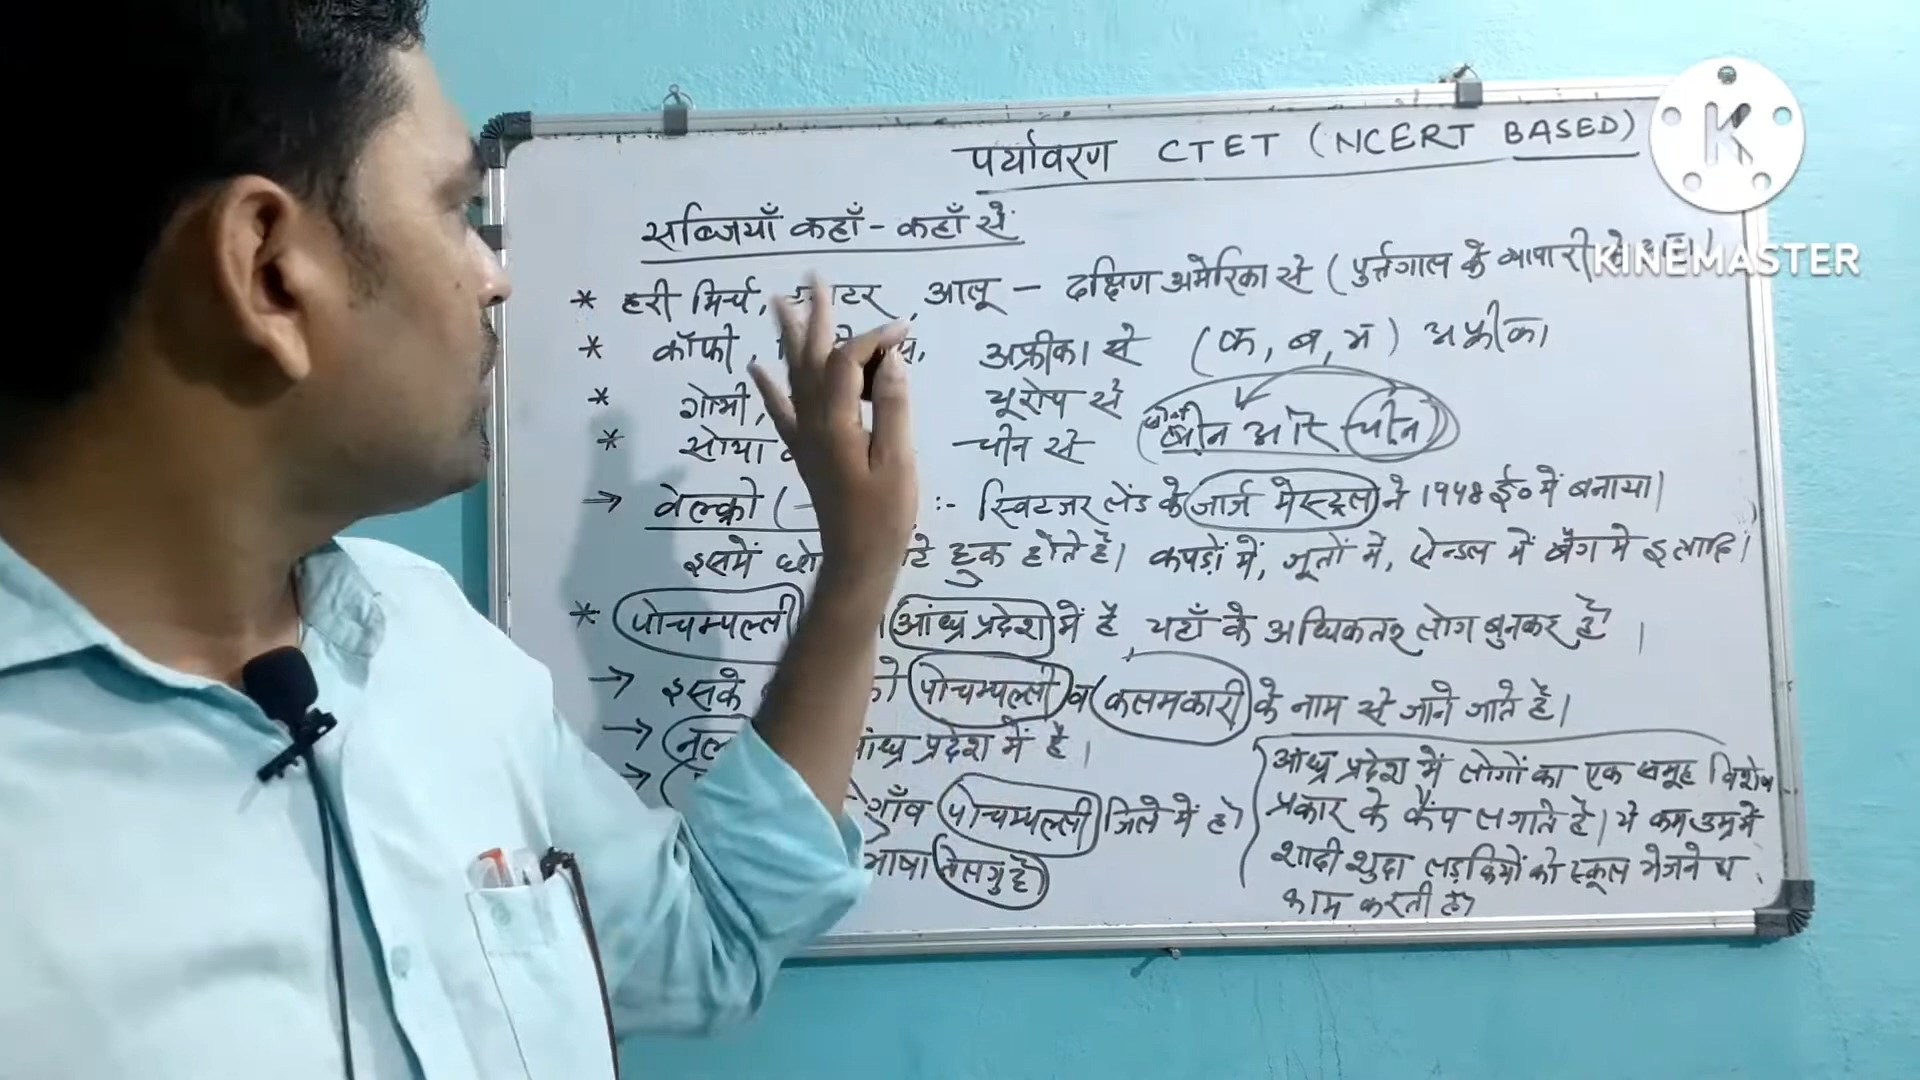 पर्यावरण CTET (NCERT BASED)
सब्जियाँ कहाँ - कहाँ से
* हरी मिर्च, आलू - दक्षिण अमेरिका से (पुर्तगाल के व्यापारी
* कॉफी, अफ्रीका से (क, ब, भ) अफ्रीका
* गोभी, यूरोप से
* सोया चीन से बीन और चीन
→ वेल्क्रो ( :- स्विटजर लेंड के जार्ज मेस्ट्रल ने 1948 ई० में बनाया।
इसमें हुक होते है। कपड़ों में, जूतों में, सेन्डल में बैग मे इत्यादि।
* पोचम्पल्ली आंध्र प्रदेश में है यहाँ के अधिकतर लोग बुनकर है।
→ इसके को पोचम्पल्ली व कलमकारी के नाम से जाने जाते है।
→ आंध्र प्रदेश में है।
→ गाँव पोचम्पल्ली जिले में है।
भाषा तेलगु है
आंध्र प्रदेश में लोगों का एक समूह विशेष
प्रकार के कैंप लगाते है। ये कम उम्र में
शादी शुदा लड़कियों को स्कूल भेजने प
काम करती है।
KINEMASTER